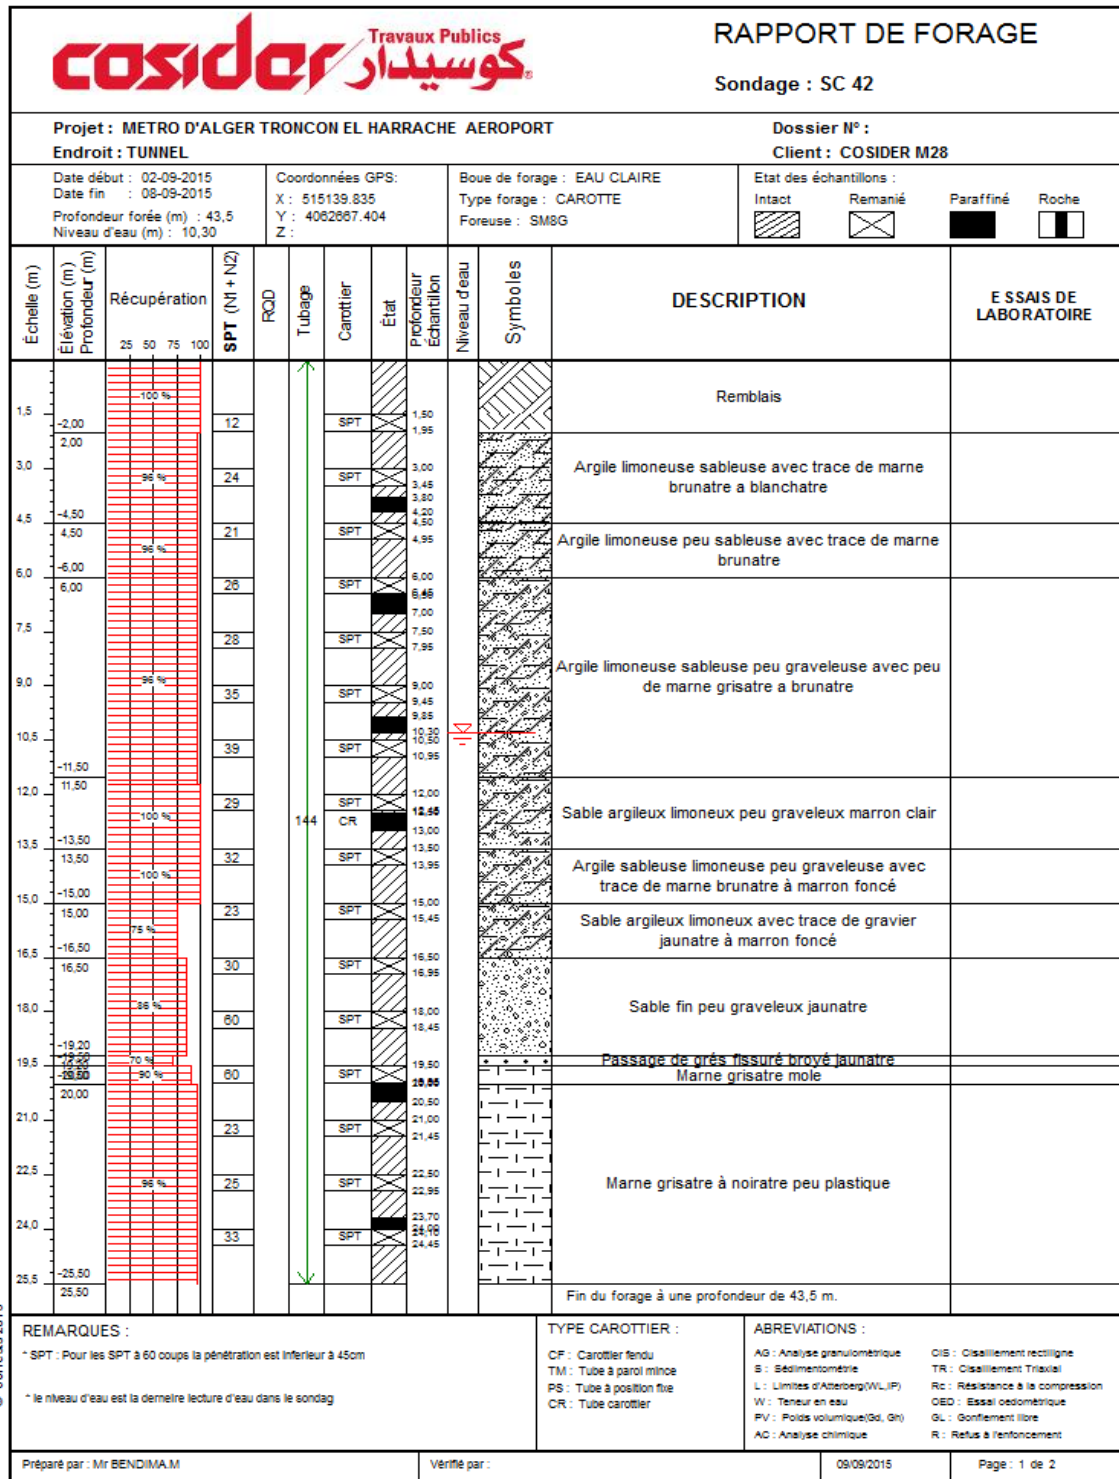 cosider Travaux Publics
كوسيدار
RAPPORT DE FORAGE
Sondage : SC 42
Projet : METRO D'ALGER TRONCON EL HARRACHE AEROPORT
Dossier N° :
Endroit : TUNNEL
Client : COSIDER M28
Date début : 02-09-2015
Date fin : 08-09-2015
Profondeur forée (m) : 43,5
Niveau d'eau (m) : 10,30
Coordonnées GPS:
X : 515139.835
Y : 4062667.404
Z :
Boue de forage : EAU CLAIRE
Type forage : CAROTTE
Foreuse : SM8G
Etat des échantillons :
Intact Remanié Paraffiné Roche
Échelle (m)
Élévation (m)
Profondeur (m)
Récupération
25 50 75 100
SPT (N1 + N2)
RQD
Tubage
Carottier
État
Profondeur Échantillon
Niveau d'eau
Symboles
DESCRIPTION
ESSAIS DE LABORATOIRE
100 %
Remblais
1,5 -2,00 12 SPT 1,50 1,95
2,00
3,0 96 % 24 SPT 3,00 3,45
Argile limoneuse sableuse avec trace de marne
brunatre a blanchatre
3,80
4,20
4,5 -4,50 21 SPT 4,50 4,95
4,50
96 %
Argile limoneuse peu sableuse avec trace de marne
brunatre
6,0 -6,00 26 SPT 6,00
6,00
7,00
7,5 28 SPT 7,50 7,95
96 %
Argile limoneuse sableuse peu graveleuse avec peu
de marne grisatre a brunatre
9,0 35 SPT 9,00 9,45
9,85
10,30
10,5 39 SPT 10,50 10,95
-11,50
11,50
12,0 29 SPT 12,00
100 % 144 CR 13,00
Sable argileux limoneux peu graveleux marron clair
13,5 -13,50 32 SPT 13,50 13,95
13,50
100 %
Argile sableuse limoneuse peu graveleuse avec
trace de marne brunatre à marron foncé
15,0 -15,00 23 SPT 15,00 15,45
15,00
75 %
Sable argileux limoneux avec trace de gravier
jaunatre à marron foncé
16,5 -16,50 30 SPT 16,50 16,95
16,50
86 %
Sable fin peu graveleux jaunatre
18,0 60 SPT 18,00 18,45
-19,20
70 %
Passage de grés fissuré broyé jaunatre
19,5 90 % 60 SPT 19,50
Marne grisatre mole
20,00
20,50
21,0 23 SPT 21,00 21,45
22,5 96 % 25 SPT 22,50 22,95
Marne grisatre à noiratre peu plastique
23,70
24,0 33 SPT 24,45
25,5 -25,50
25,50
Fin du forage à une profondeur de 43,5 m.
REMARQUES :
* SPT : Pour les SPT à 60 coups la pénétration est inferieur à 45cm
* le niveau d'eau est la derneire lecture d'eau dans le sondag
TYPE CAROTTIER :
CF : Carottier fendu
TM : Tube à paroi mince
PS : Tube à position fixe
CR : Tube carottier
ABREVIATIONS :
AG : Analyse granulométrique
S : Sédimentométrie
L : Limites d'Atterberg(WL,IP)
W : Teneur en eau
PV : Poids volumique(Gd, Gh)
AC : Analyse chimique
CIS : Cisaillement rectiligne
TR : Cisaillement Triaxial
Rc : Résistance à la compression
OED : Essai oedométrique
GL : Gonflement libre
R : Refus à l'enfoncement
Préparé par : Mr BENDIMA.M
Vérifié par :
09/09/2015
Page : 1 de 2